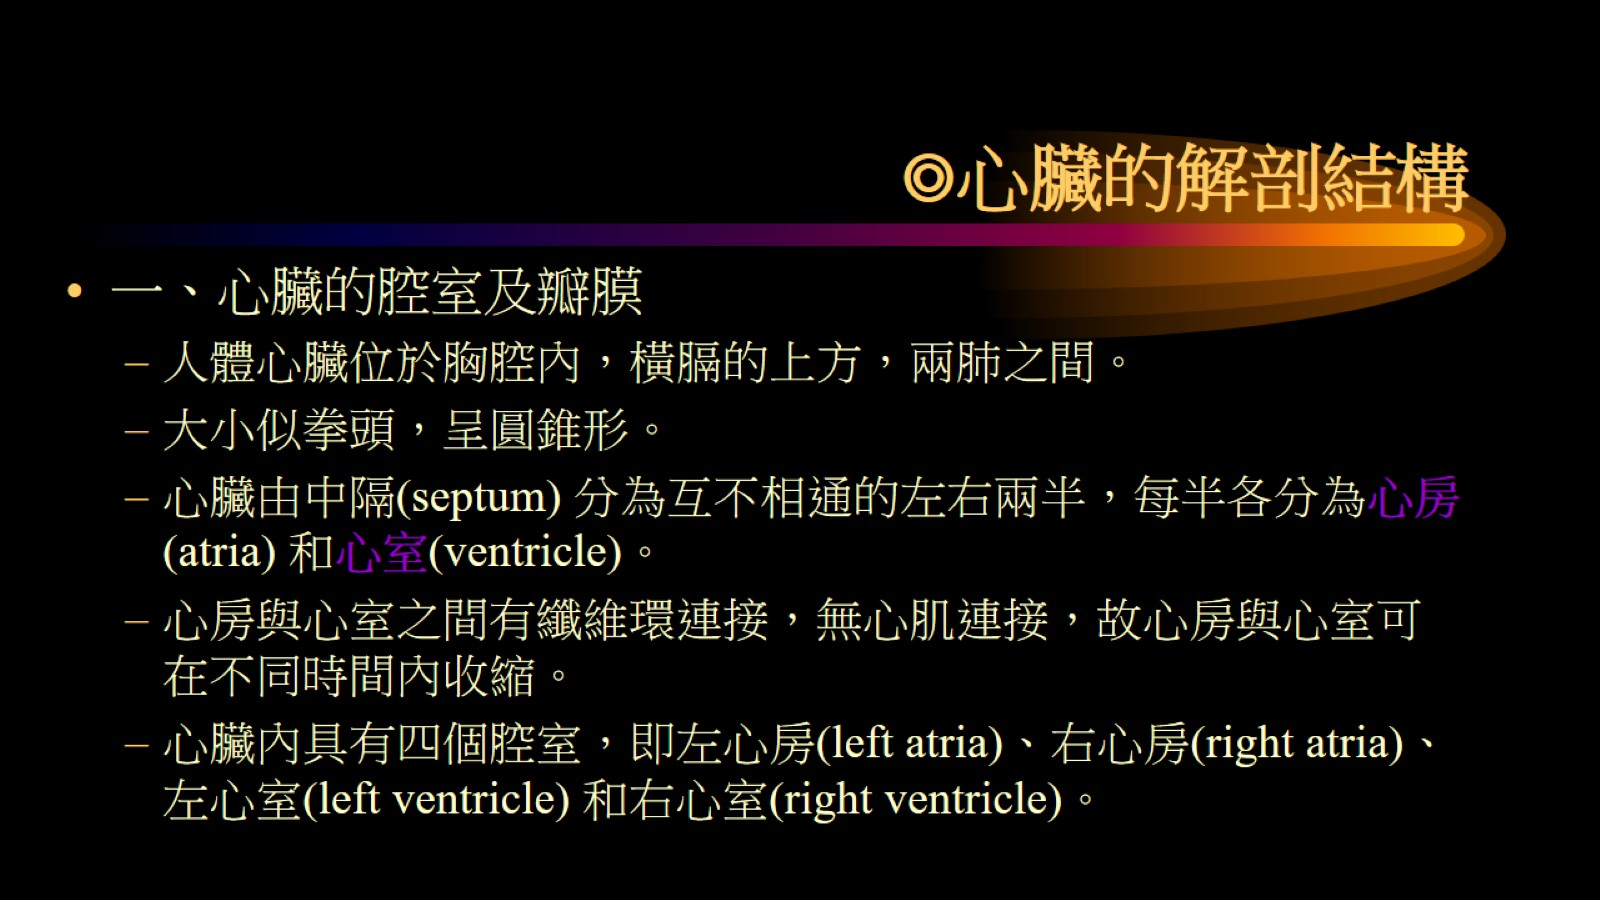 ◎心臟的解剖結構
• 一、心臟的腔室及瓣膜
– 人體心臟位於胸腔內，橫膈的上方，兩肺之間。
– 大小似拳頭，呈圓錐形。
– 心臟由中隔(septum) 分為互不相通的左右兩半，每半各分為心房
(atria) 和心室(ventricle)。
– 心房與心室之間有纖維環連接，無心肌連接，故心房與心室可
在不同時間內收縮。
– 心臟內具有四個腔室，即左心房(left atria)、右心房(right atria)、
左心室(left ventricle) 和右心室(right ventricle)。